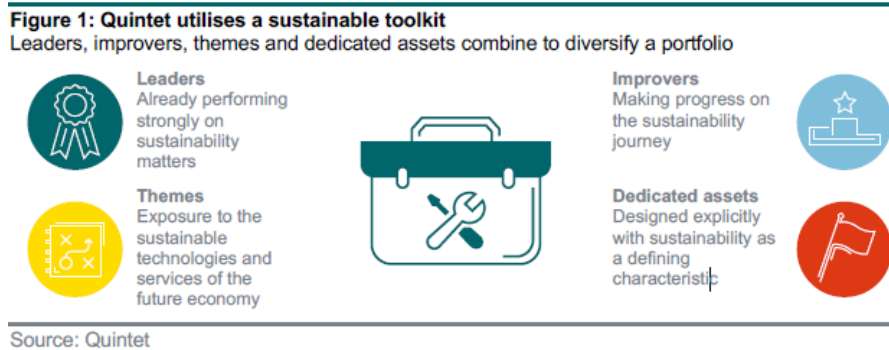 Figure 1: Quintet utilises a sustainable toolkit
Leaders, improvers, themes and dedicated assets combine to diversify a portfolio
Leaders
Already performing
strongly on
sustainability
matters
Improvers
Making progress on
the sustainability
journey
Themes
Exposure to the
sustainable
technologies and
services of the
future economy
Dedicated assets
Designed explicitly
with sustainability as
a defining
characteristic
Source: Quintet